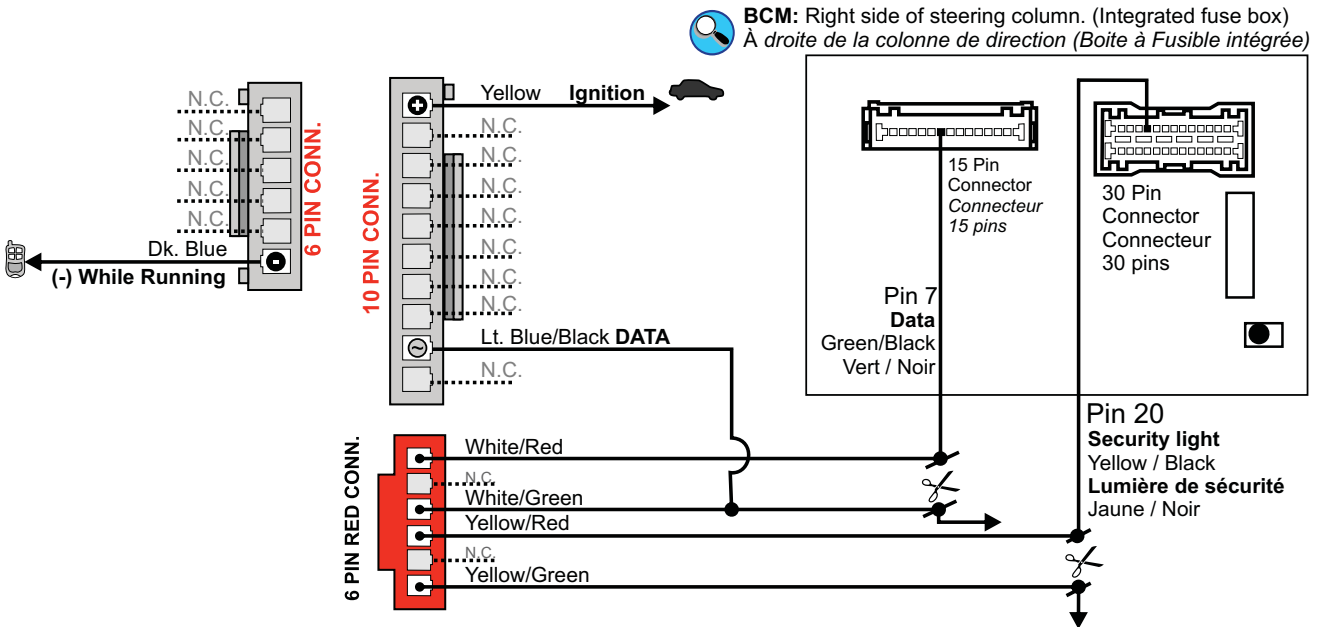 BCM: Right side of steering column. (Integrated fuse box)
À droite de la colonne de direction (Boite à Fusible intégrée)
N.C.
N.C.
N.C.
N.C.
N.C.
Dk. Blue
(-) While Running
6 PIN CONN.
10 PIN CONN.
Yellow Ignition
N.C.
N.C.
N.C.
N.C.
N.C.
N.C.
N.C.
Lt. Blue/Black DATA
N.C.
15 Pin
Connector
Connecteur
15 pins
30 Pin
Connector
Connecteur
30 pins
Pin 7
Data
Green/Black
Vert / Noir
Pin 20
Security light
Yellow / Black
Lumière de sécurité
Jaune / Noir
6 PIN RED CONN.
White/Red
N.C.
White/Green
Yellow/Red
N.C.
Yellow/Green